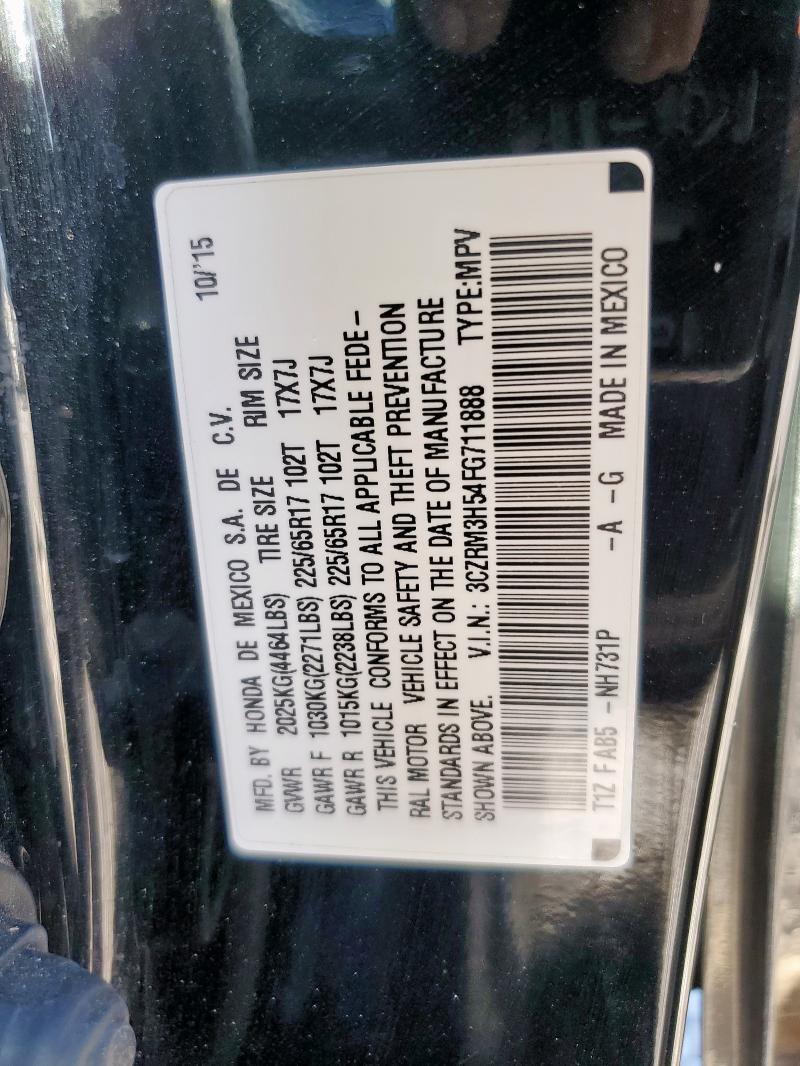 MFD. BY HONDA DE MEXICO S.A. DE C.V. 10/'15
GVWR 2025KG(4464LBS) TIRE SIZE RIM SIZE
GAWR F 1030KG(2271LBS) 225/65R17 102T 17X7J
GAWR R 1015KG(2238LBS) 225/65R17 102T 17X7J
THIS VEHICLE CONFORMS TO ALL APPLICABLE FEDE-
RAL MOTOR VEHICLE SAFETY AND THEFT PREVENTION
STANDARDS IN EFFECT ON THE DATE OF MANUFACTURE
SHOWN ABOVE. V.I.N.: 3CZRM3H54FG711888 TYPE:MPV
T1Z F AB5 -NH731P -A -G MADE IN MEXICO